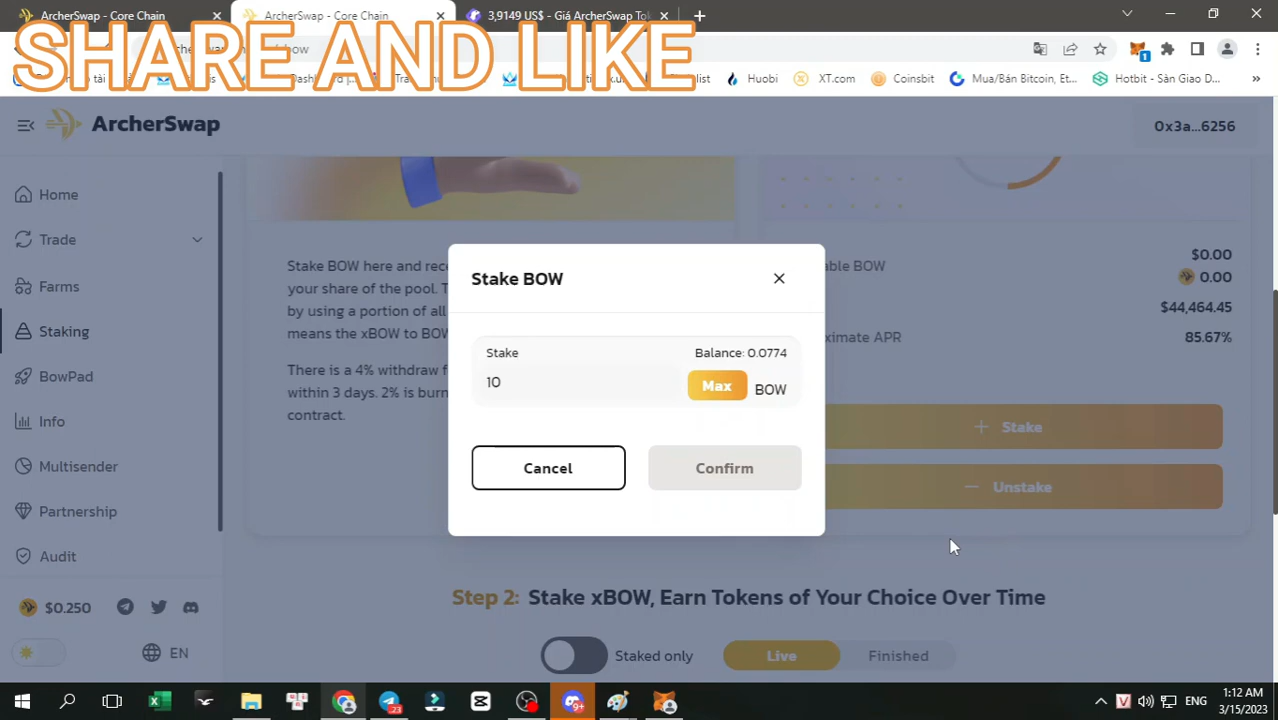 ArcherSwap - Core Chain
ArcherSwap - Core Chain
3,9149 US$ - Giá ArcherSwap To
SHARE AND LIKE
Huobi
XT.com
Coinsbit
Mua/Bán Bitcoin, Et...
Hotbit - Sàn Giao D...
ArcherSwap
0x3a...6256
Home
Trade
Farms
Staking
BowPad
Info
Multisender
Partnership
Audit
$0.250
EN
Stake BOW here and rece
your share of the pool. T
by using a portion of all
means the xBOW to BOW
There is a 4% withdraw f
within 3 days. 2% is burn
contract.
Stake BOW
Stake
Balance: 0.0774
10
Max
BOW
Cancel
Confirm
able BOW
$0.00
0.00
$44,464.45
ximate APR
85.67%
Stake
Unstake
Step 2: Stake xBOW, Earn Tokens of Your Choice Over Time
Staked only
Live
Finished
ENG
1:12 AM
3/15/2023